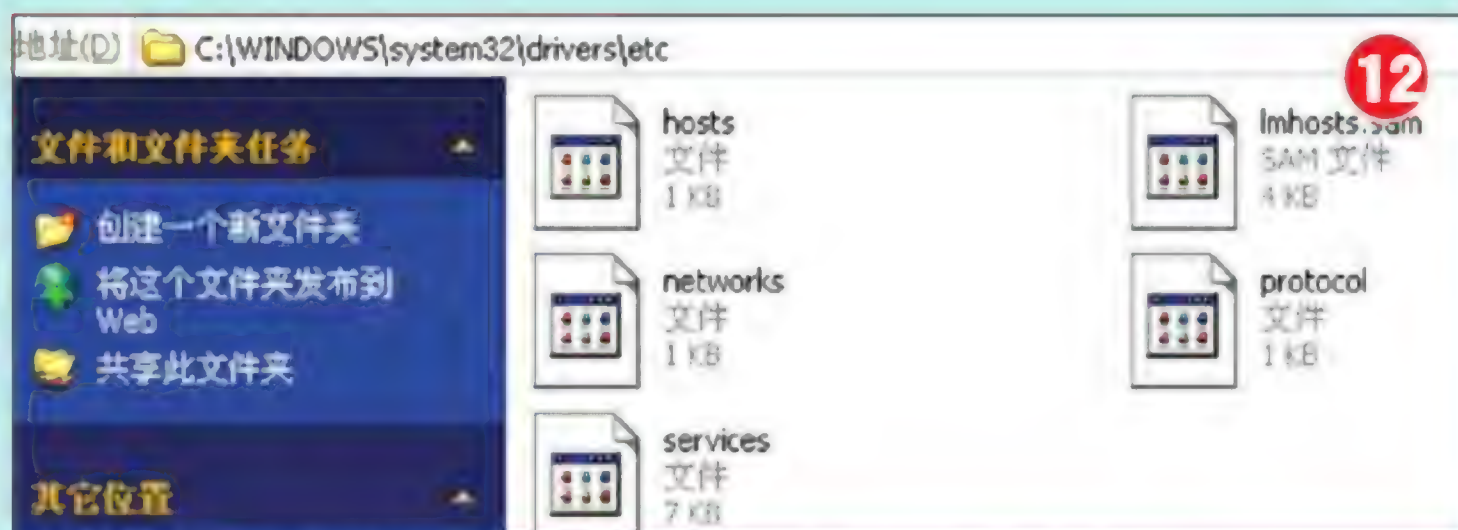 地址(D) C:\WINDOWS\system32\drivers\etc
12
文件和文件夹任务
创建一个新文件夹
将这个文件夹发布到
Web
共享此文件夹
其它位置
hosts
文件
1 KB
lmhosts.sam
SAM 文件
4 KB
networks
文件
1 KB
protocol
文件
1 KB
services
文件
7 KB